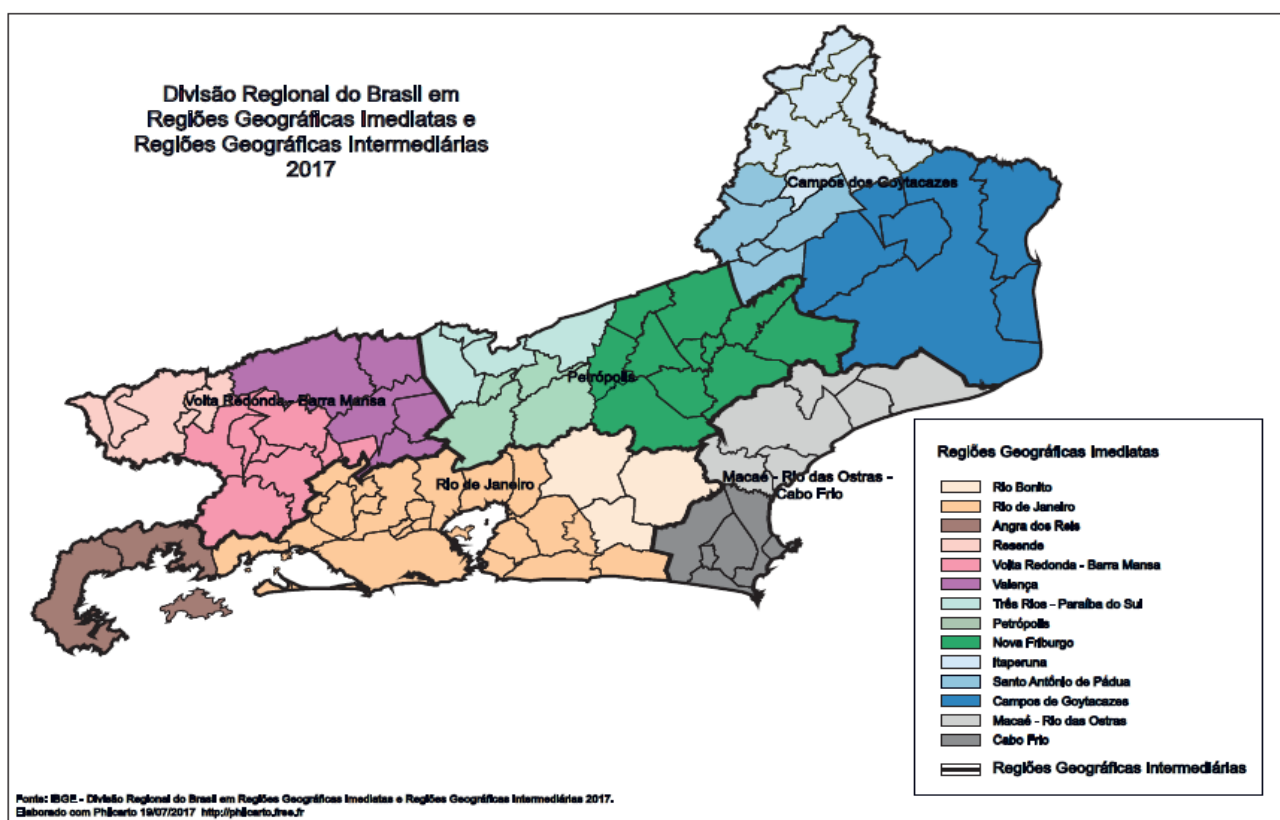 Divisão Regional do Brasil em
Regiões Geográficas Imediatas e
Regiões Geográficas Intermediárias
2017
Campos dos Goytacazes
Petrópolis
Volta Redonda - Barra Mansa
Rio de Janeiro
Macaé - Rio das Ostras -
Cabo Frio
Regiões Geográficas Imediatas
Rio Bonito
Rio de Janeiro
Angra dos Reis
Resende
Volta Redonda - Barra Mansa
Valença
Três Rios - Paraíba do Sul
Petrópolis
Nova Friburgo
Itaperuna
Santo Antônio de Pádua
Campos de Goytacazes
Macaé - Rio das Ostras
Cabo Frio
Regiões Geográficas Intermediárias
Fonte: IBGE - Divisão Regional do Brasil em Regiões Geográficas Imediatas e Regiões Geográficas Intermediárias 2017.
Elaborado com Philcarto 19/07/2017 http://philcarto.free.fr